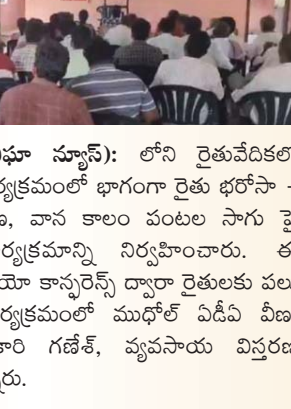 ఘా న్యూస్): లోని రైతువేదికలో
ర్యక్రమంలో భాగంగా రైతు భరోసా -
ణ, వాన కాలం పంటల సాగు పై
ర్యక్రమాన్ని నిర్వహించారు. ఈ
యో కాన్ఫరెన్స్ ద్వారా రైతులకు పలు
ర్యక్రమంలో ముధోల్ ఏడీఏ వీణ,
కారి గణేశ్, వ్యవసాయ విస్తరణ
రు.